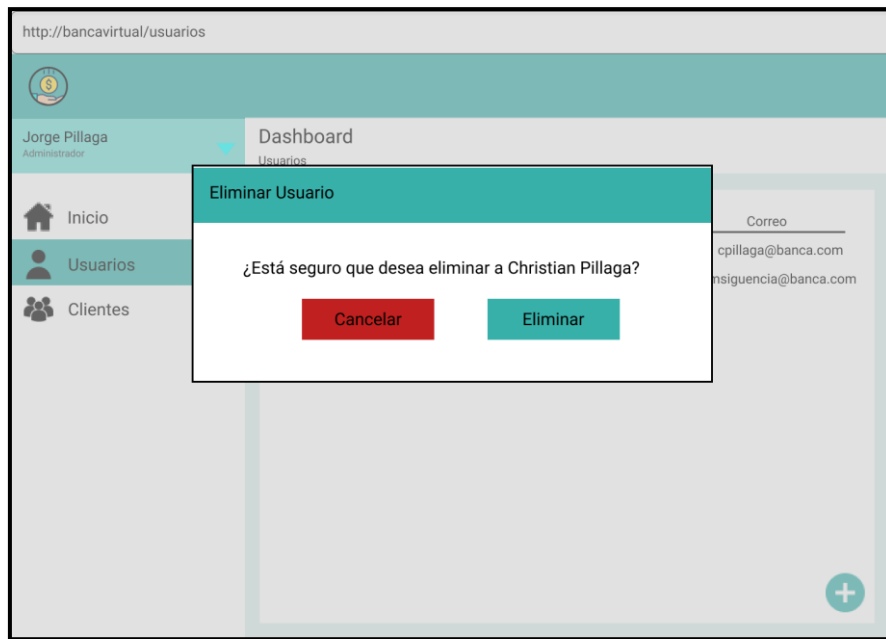 http://bancavirtual/usuarios
$
Jorge Pillaga
Administrador
Dashboard
Usuarios
Eliminar Usuario
¿Está seguro que desea eliminar a Christian Pillaga?
Cancelar
Eliminar
Inicio
Usuarios
Clientes
Correo
cpillaga@banca.com
nsiguencia@banca.com